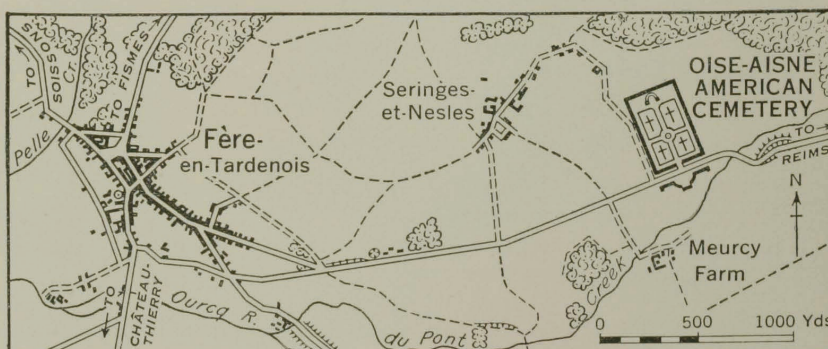 TO
SOISSONS
Cr.
Pelle
TO FISMES
Fère-
en-Tardenois
Seringes-
et-Nesles
OISE-AISNE
AMERICAN
CEMETERY
TO
REIMS
N
Meurcy
Farm
TO
CHÂTEAU-
THIERRY
Ourcq R.
du Pont
Creek
0 500 1000 Yds